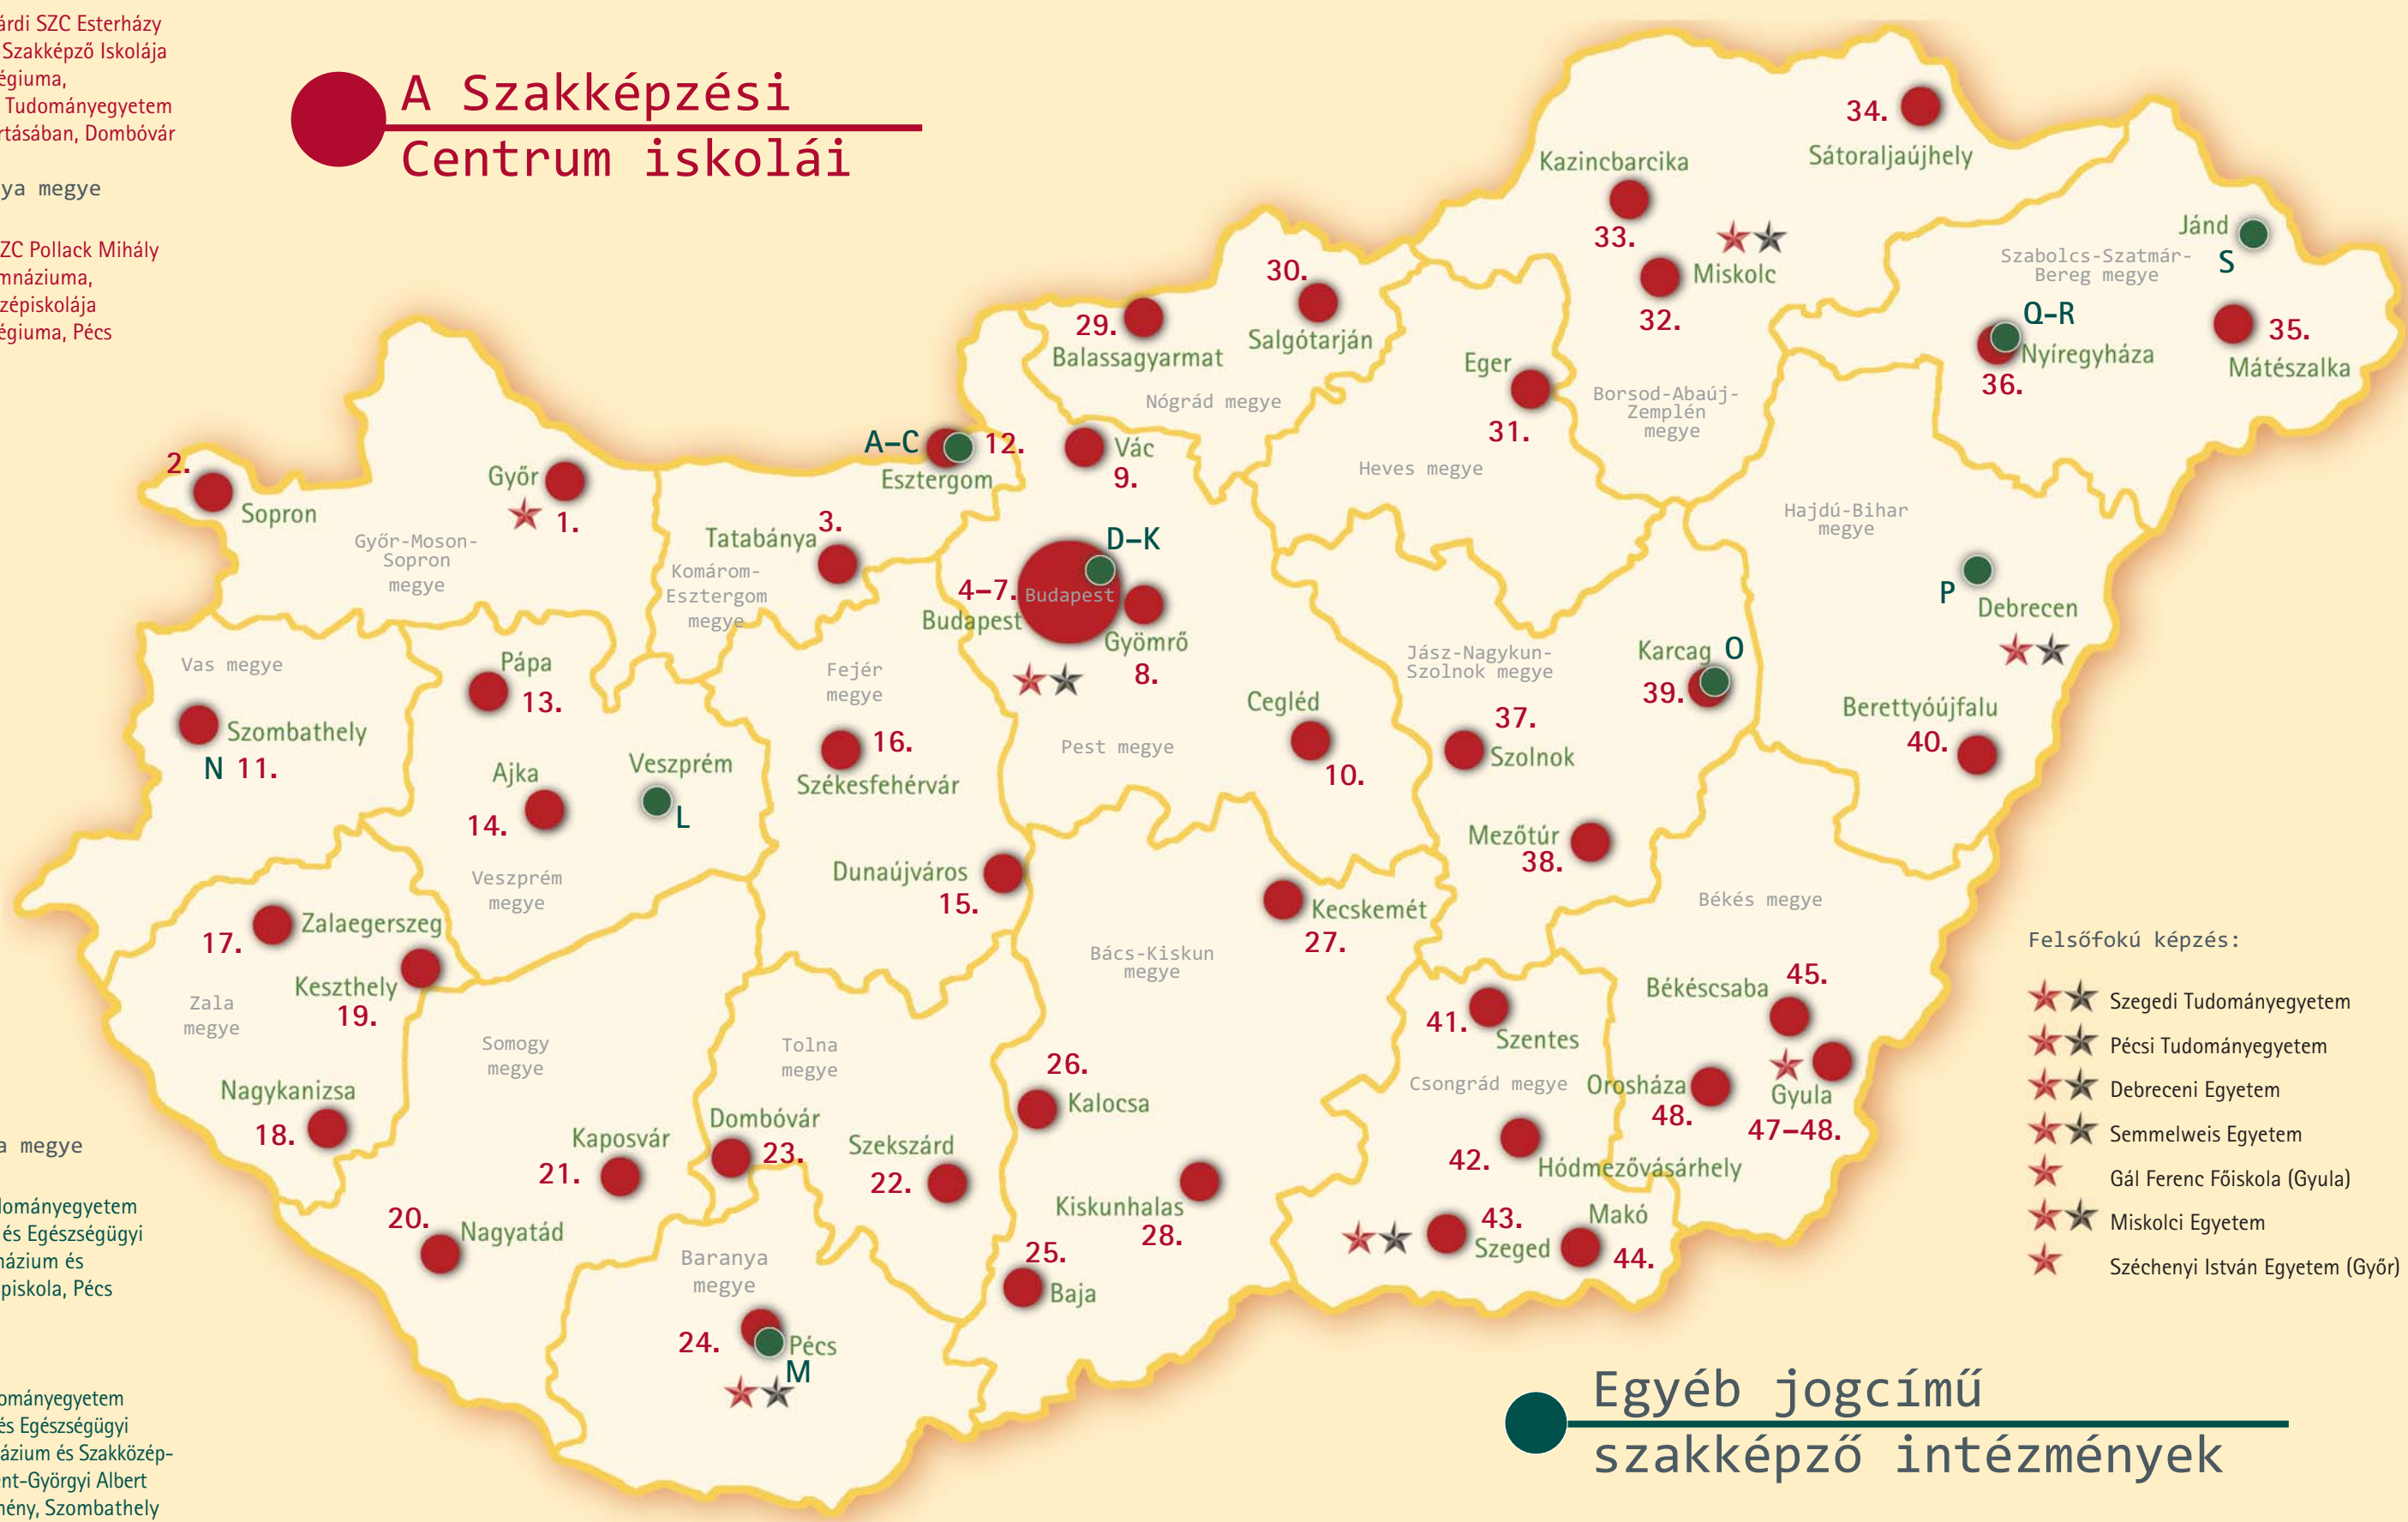 árdi SZC Esterházy
Szakképző Iskolája
égiuma,
Tudományegyetem
rtásában, Dombóvár
ya megye
ZC Pollack Mihály
mnáziuma,
zépiskolája
égiuma, Pécs
A Szakképzési
Centrum iskolái
34.
Sátoraljaújhely
Kazincbarcika
33.
Miskolc
32.
Jánd
S
Szabolcs-Szatmár-
Bereg megye
Q–R
Nyíregyháza
36.
35.
Mátészalka
30.
Salgótarján
29.
Balassagyarmat
Nógrád megye
Eger
31.
Borsod-Abaúj-
Zemplén
megye
Heves megye
2.
Sopron
Győr
1.
Győr-Moson-
Sopron
megye
A–C
12.
Esztergom
Vác
9.
Tatabánya
3.
Komárom-
Esztergom
megye
D–K
4–7.
Budapest
Budapest
Gyömrő
8.
Hajdú-Bihar
megye
P
Debrecen
Vas megye
Szombathely
N 11.
Pápa
13.
Ajka
14.
Veszprém
L
Veszprém
megye
Fejér
megye
16.
Székesfehérvár
Dunaújváros
15.
Pest megye
Cegléd
10.
Jász-Nagykun-
Szolnok megye
Karcag
O
39.
37.
Szolnok
Mezőtúr
38.
Berettyóújfalu
40.
17.
Zalaegerszeg
Keszthely
19.
Zala
megye
Nagykanizsa
18.
Somogy
megye
Kaposvár
21.
20.
Nagyatád
Tolna
megye
Dombóvár
23.
Szekszárd
22.
Baranya
megye
24.
Pécs
M
Kecskemét
27.
Bács-Kiskun
megye
26.
Kalocsa
Kiskunhalas
28.
25.
Baja
Békés megye
Békéscsaba
45.
41.
Szentes
Csongrád megye
Orosháza
48.
Gyula
47–48.
42.
Hódmezővásárhely
43.
Szeged
Makó
44.
Felsőfokú képzés:
Szegedi Tudományegyetem
Pécsi Tudományegyetem
Debreceni Egyetem
Semmelweis Egyetem
Gál Ferenc Főiskola (Gyula)
Miskolci Egyetem
Széchenyi István Egyetem (Győr)
a megye
dományegyetem
és Egészségügyi
názium és
piskola, Pécs
ományegyetem
és Egészségügyi
ázium és Szakközép-
ent-Györgyi Albert
mény, Szombathely
Egyéb jogcímű
szakképző intézmények